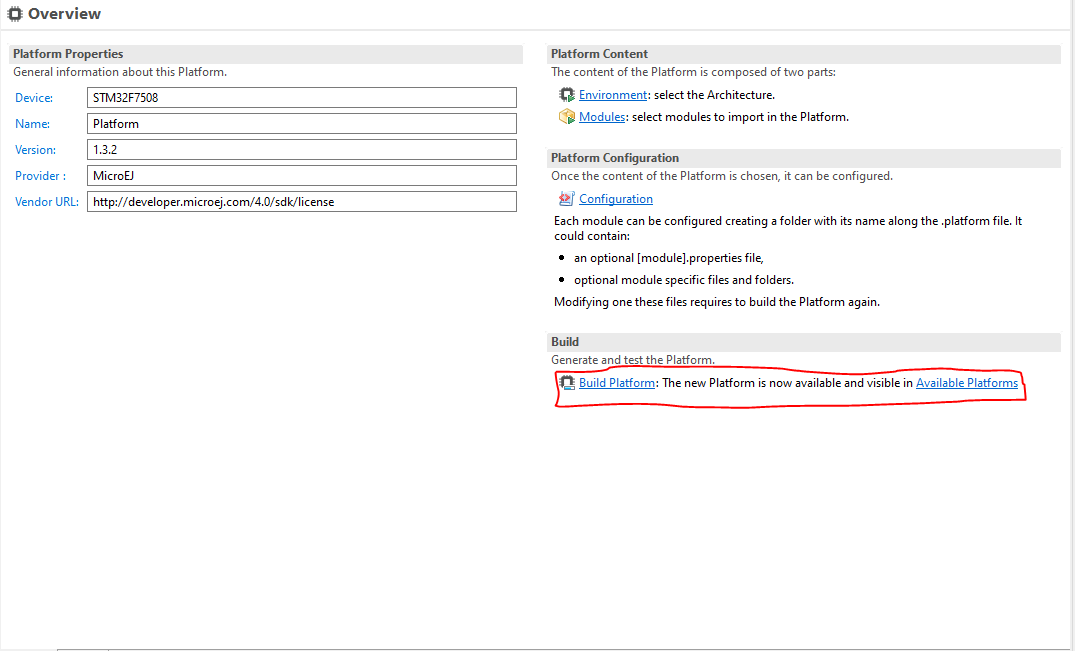 Overview
Platform Properties
General information about this Platform.
Device: STM32F7508
Name: Platform
Version: 1.3.2
Provider : MicroEJ
Vendor URL: http://developer.microej.com/4.0/sdk/license
Platform Content
The content of the Platform is composed of two parts:
Environment: select the Architecture.
Modules: select modules to import in the Platform.
Platform Configuration
Once the content of the Platform is chosen, it can be configured.
Configuration
Each module can be configured creating a folder with its name along the .platform file. It
could contain:
• an optional [module].properties file,
• optional module specific files and folders.
Modifying one these files requires to build the Platform again.
Build
Generate and test the Platform.
Build Platform: The new Platform is now available and visible in Available Platforms